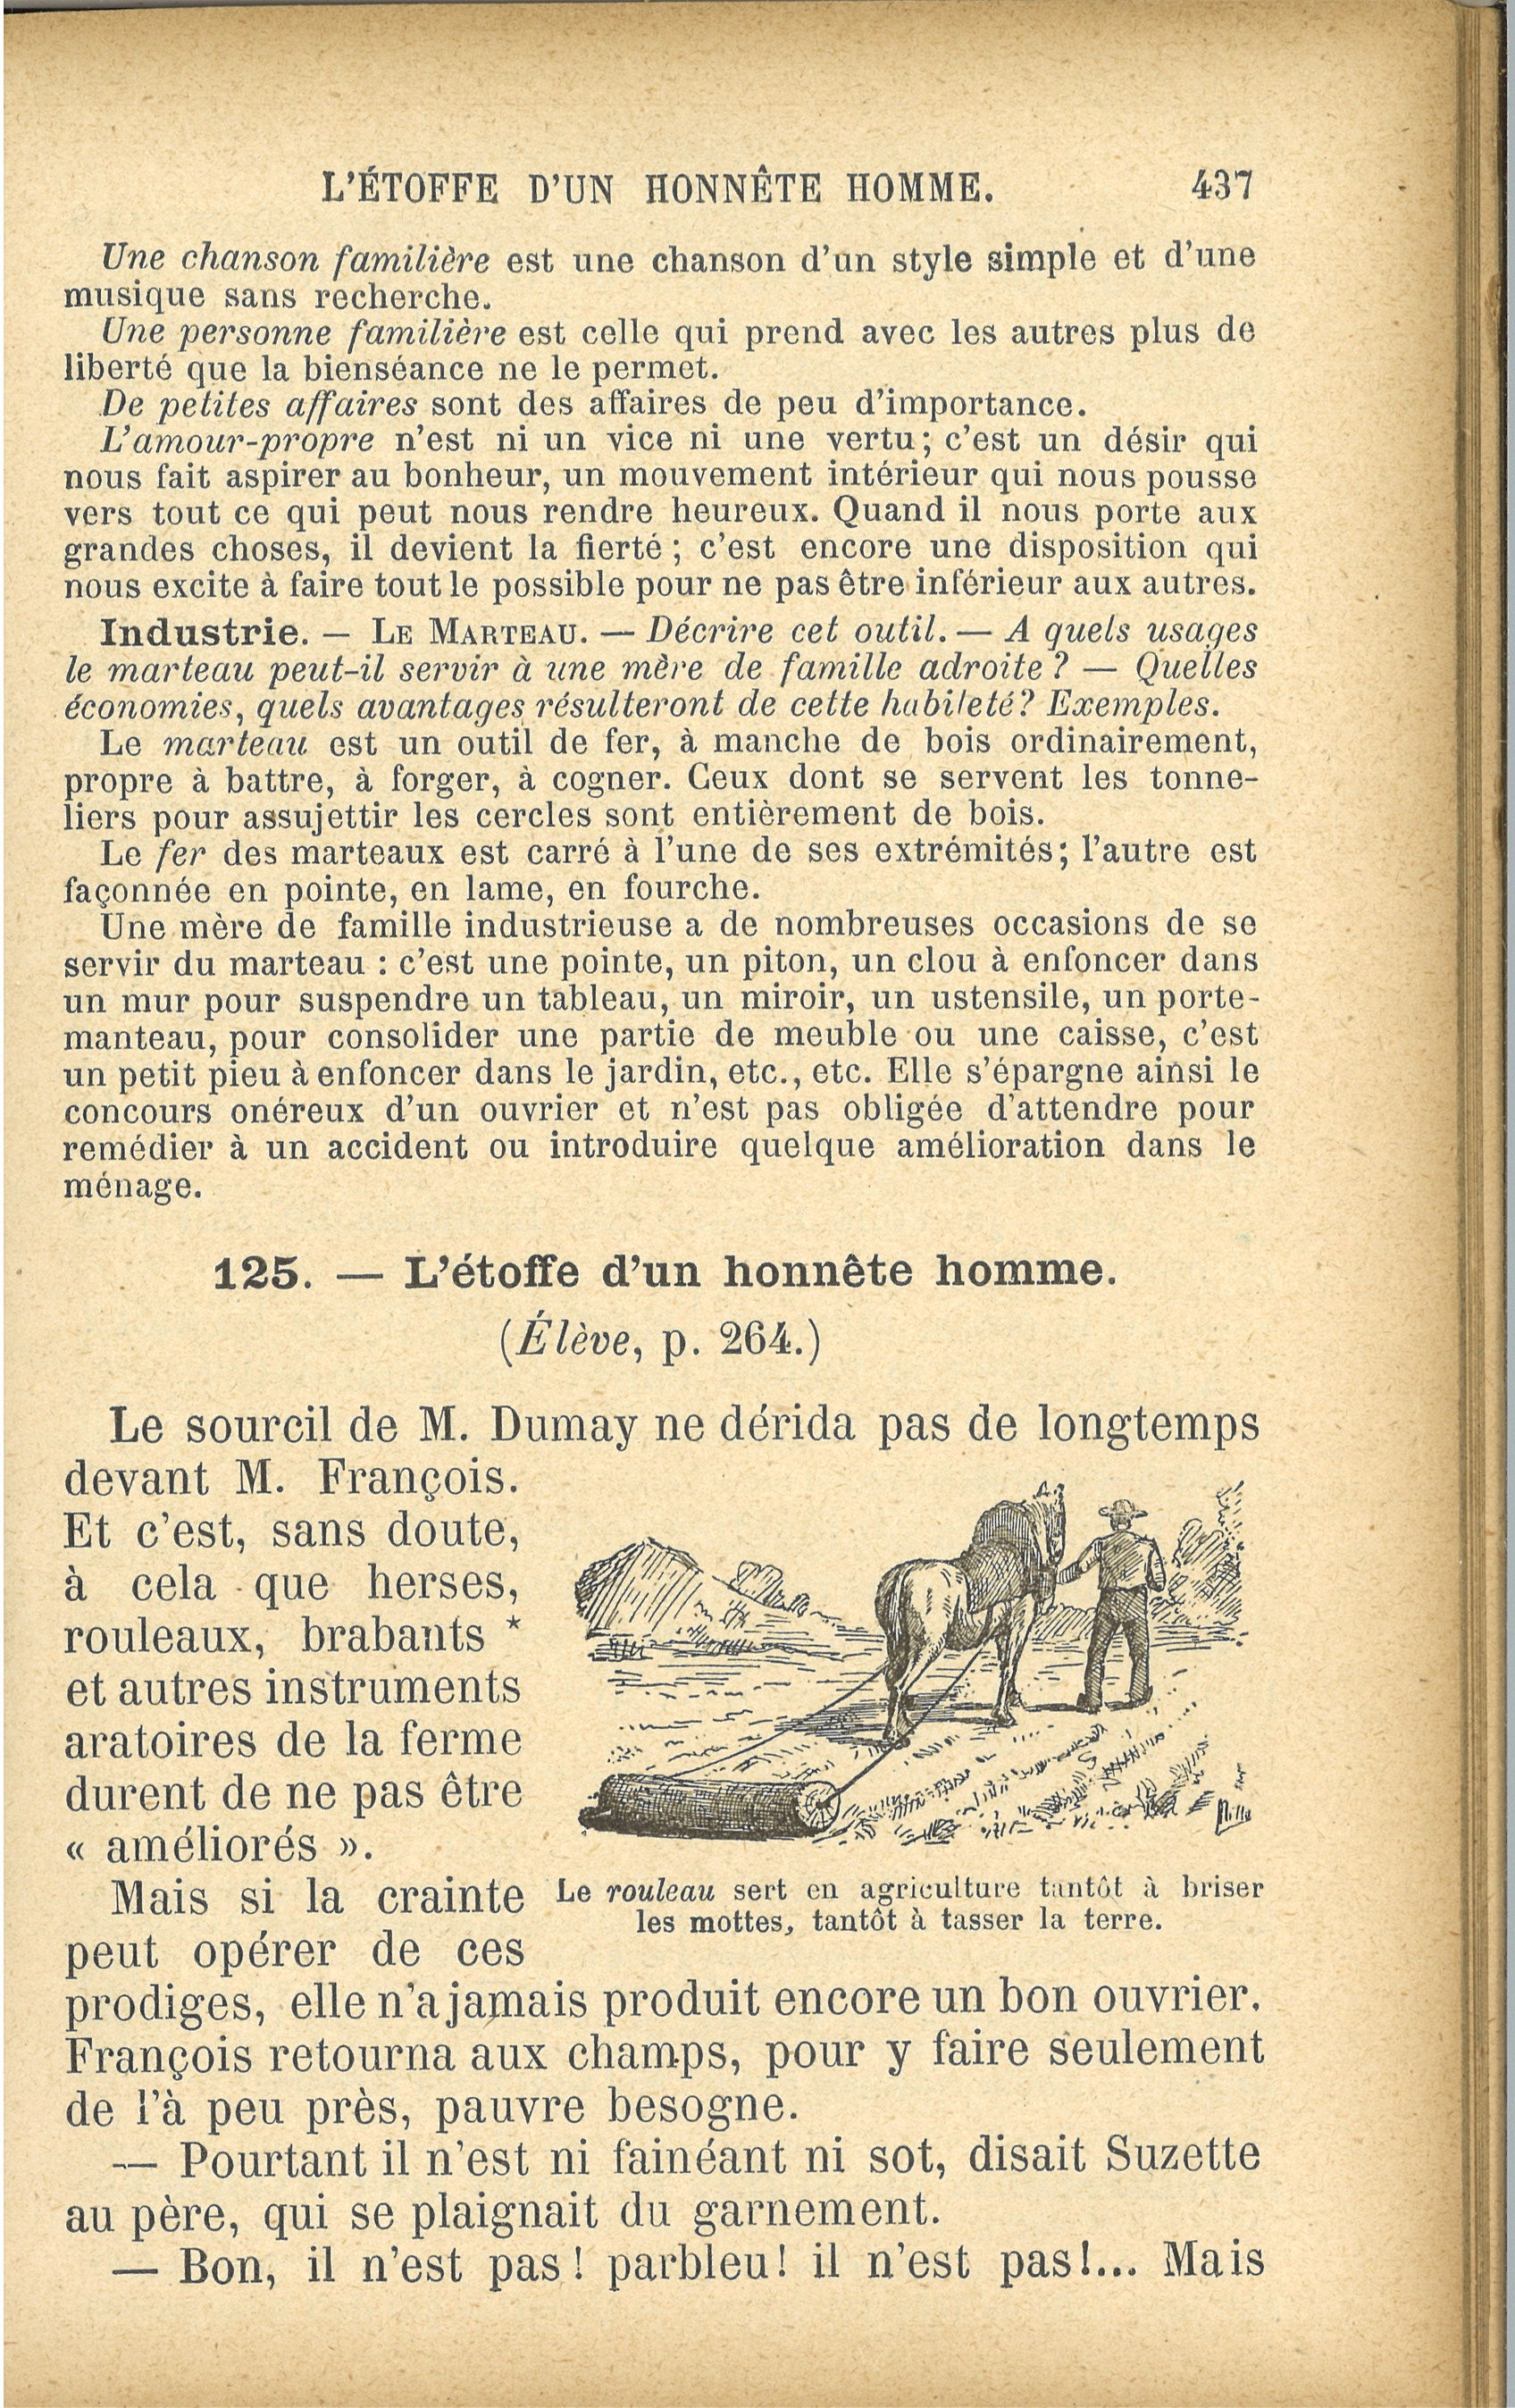 L'ÉTOFFE D'UN HONNÊTE HOMME. 437
Une chanson familière est une chanson d'un style simple et d'une
musique sans recherche.
Une personne familière est celle qui prend avec les autres plus de
liberté que la bienséance ne le permet.
De petites affaires sont des affaires de peu d'importance.
L'amour-propre n'est ni un vice ni une vertu; c'est un désir qui
nous fait aspirer au bonheur, un mouvement intérieur qui nous pousse
vers tout ce qui peut nous rendre heureux. Quand il nous porte aux
grandes choses, il devient la fierté; c'est encore une disposition qui
nous excite à faire tout le possible pour ne pas être inférieur aux autres.
Industrie. — LE MARTEAU. — Décrire cet outil. — A quels usages
le marteau peut-il servir à une mère de famille adroite? — Quelles
économies, quels avantages résulteront de cette habileté? Exemples.
Le marteau est un outil de fer, à manche de bois ordinairement,
propre à battre, à forger, à cogner. Ceux dont se servent les tonne-
liers pour assujettir les cercles sont entièrement de bois.
Le fer des marteaux est carré à l'une de ses extrémités; l'autre est
façonnée en pointe, en lame, en fourche.
Une mère de famille industrieuse a de nombreuses occasions de se
servir du marteau : c'est une pointe, un piton, un clou à enfoncer dans
un mur pour suspendre un tableau, un miroir, un ustensile, un porte-
manteau, pour consolider une partie de meuble ou une caisse, c'est
un petit pieu à enfoncer dans le jardin, etc., etc. Elle s'épargne ainsi le
concours onéreux d'un ouvrier et n'est pas obligée d'attendre pour
remédier à un accident ou introduire quelque amélioration dans le
ménage.
125. — L'étoffe d'un honnête homme.
(Élève, p. 264.)
Le sourcil de M. Dumay ne dérida pas de longtemps
devant M. François.
Et c'est, sans doute,
à cela que herses,
rouleaux, brabants *
et autres instruments
aratoires de la ferme
durent de ne pas être
« améliorés ».
Mais si la crainte
peut opérer de ces
Le rouleau sert en agriculture tantôt à briser
les mottes, tantôt à tasser la terre.
prodiges, elle n'a jamais produit encore un bon ouvrier.
François retourna aux champs, pour y faire seulement
de l'à peu près, pauvre besogne.
— Pourtant il n'est ni fainéant ni sot, disait Suzette
au père, qui se plaignait du garnement.
— Bon, il n'est pas! parbleu! il n'est pas!... Mais